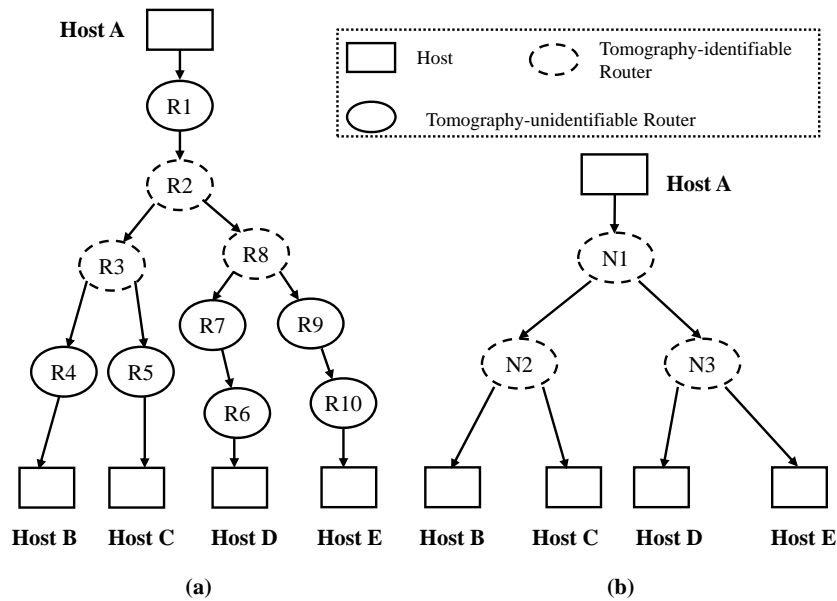 Host A
Host
Tomography-identifiable
Router
Tomography-unidentifiable Router
R1
R2
R3
R8
R7
R9
R4
R5
R6
R10
Host B
Host C
Host D
Host E
(a)
Host A
N1
N2
N3
Host B
Host C
Host D
Host E
(b)